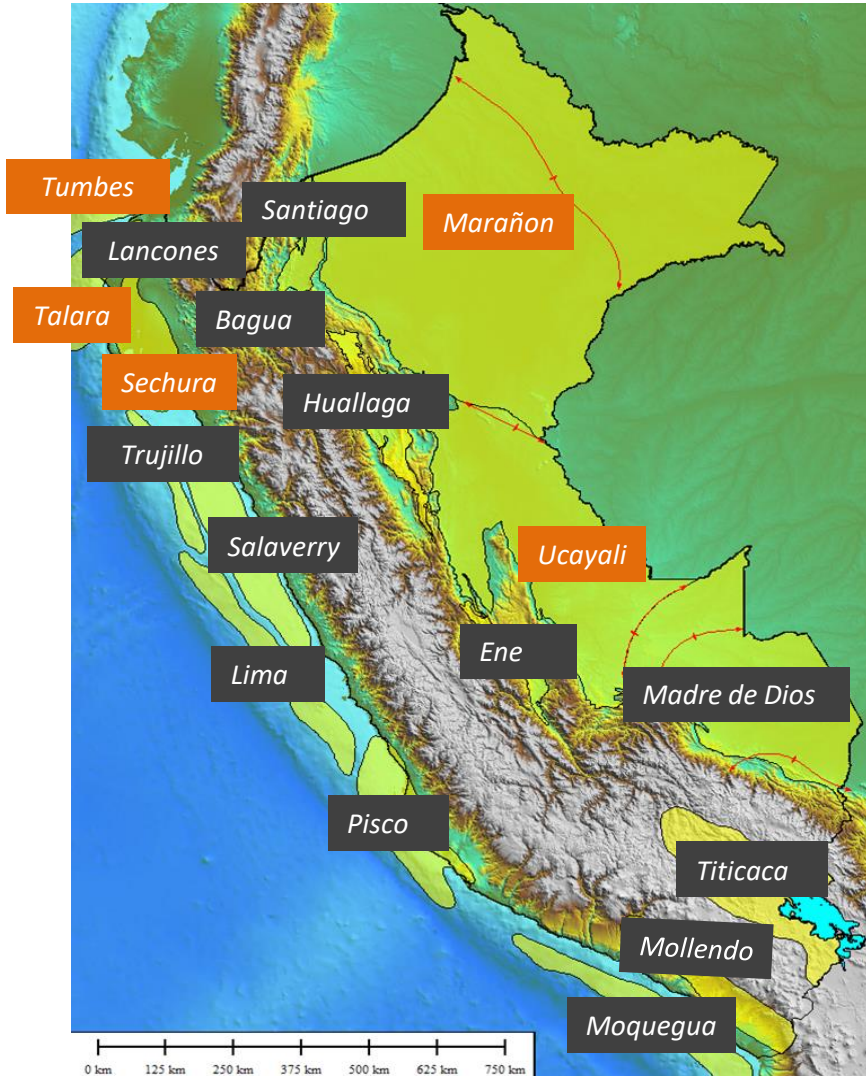 Tumbes
Santiago
Marañon
Lancones
Talara
Bagua
Sechura
Huallaga
Trujillo
Salaverry
Ucayali
Ene
Lima
Madre de Dios
Pisco
Titicaca
Mollendo
Moquegua
0 km 125 km 250 km 375 km 500 km 625 km 750 km